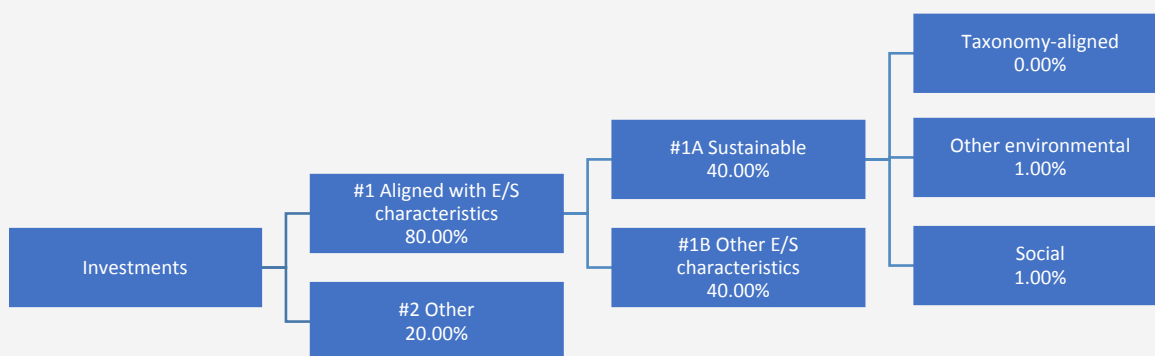 Investments
#1 Aligned with E/S
characteristics
80.00%
#2 Other
20.00%
#1A Sustainable
40.00%
#1B Other E/S
characteristics
40.00%
Taxonomy-aligned
0.00%
Other environmental
1.00%
Social
1.00%